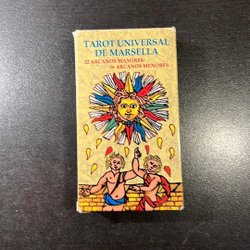 TAROT UNIVERSAL
DE MARSELLA
22 ARCANOS MAYORES
56 ARCANOS MENORES